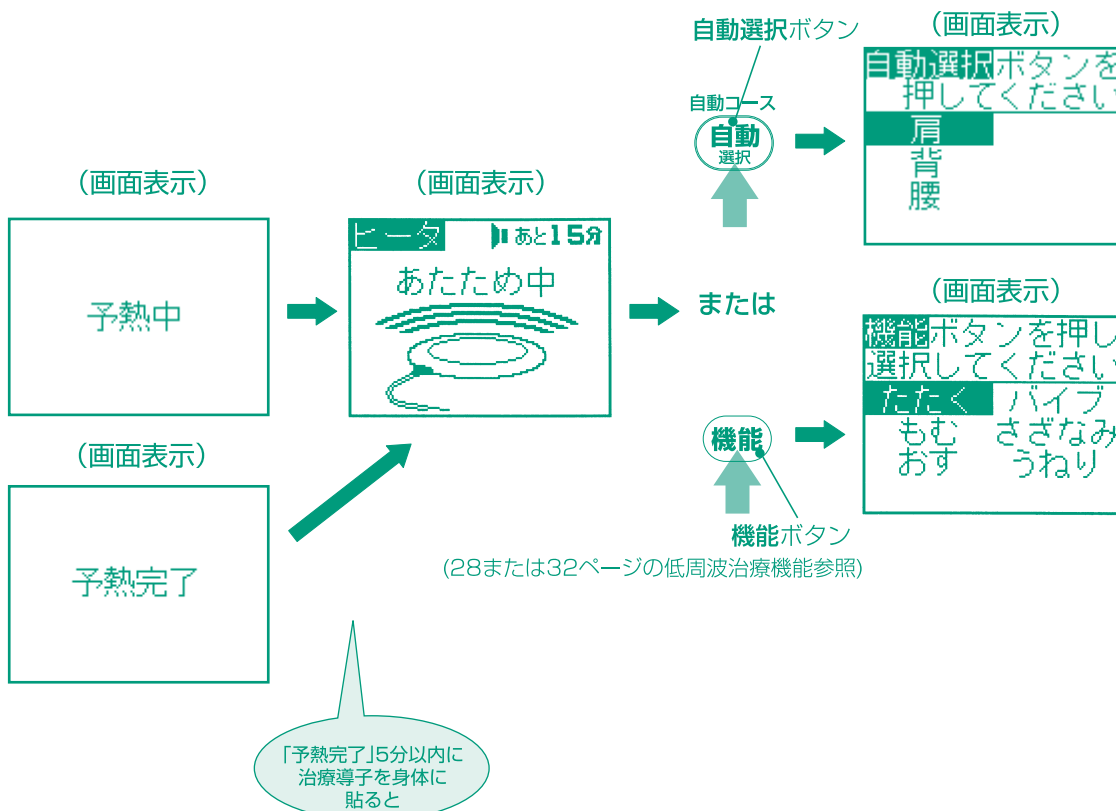 (画面表示)
予熱中
(画面表示)
予熱完了
「予熱完了」5分以内に
治療導子を身体に
貼ると
(画面表示)
ヒータ あと15分
あたため中
自動選択ボタン
自動コース
自動
選択
または
機能
機能ボタン
(28または32ページの低周波治療機能参照)
(画面表示)
自動選択ボタンを
押してください
肩
背
腰
(画面表示)
機能ボタンを押し
選択してください
たたく バイブ
もむ さざなみ
おす うねり